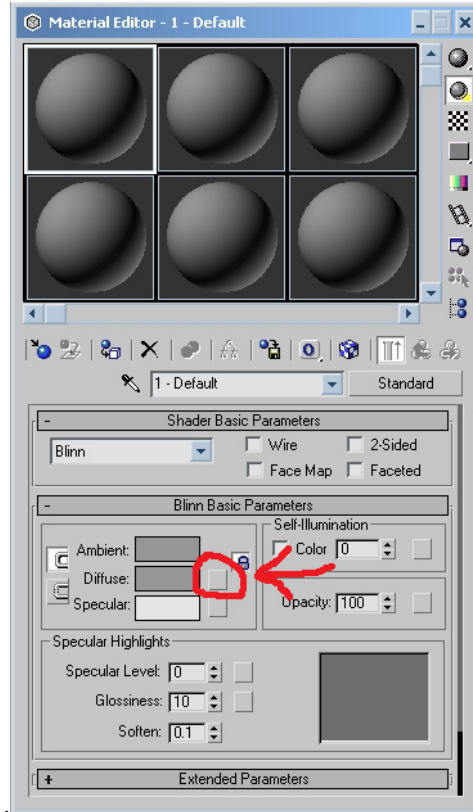 Material Editor - 1 - Default
1 - Default Standard
- Shader Basic Parameters
Blinn Wire 2-Sided
Face Map Faceted
- Blinn Basic Parameters
Self-Illumination
Ambient: Color 0
Diffuse:
Specular: Opacity: 100
Specular Highlights
Specular Level: 0
Glossiness: 10
Soften: 0.1
+ Extended Parameters